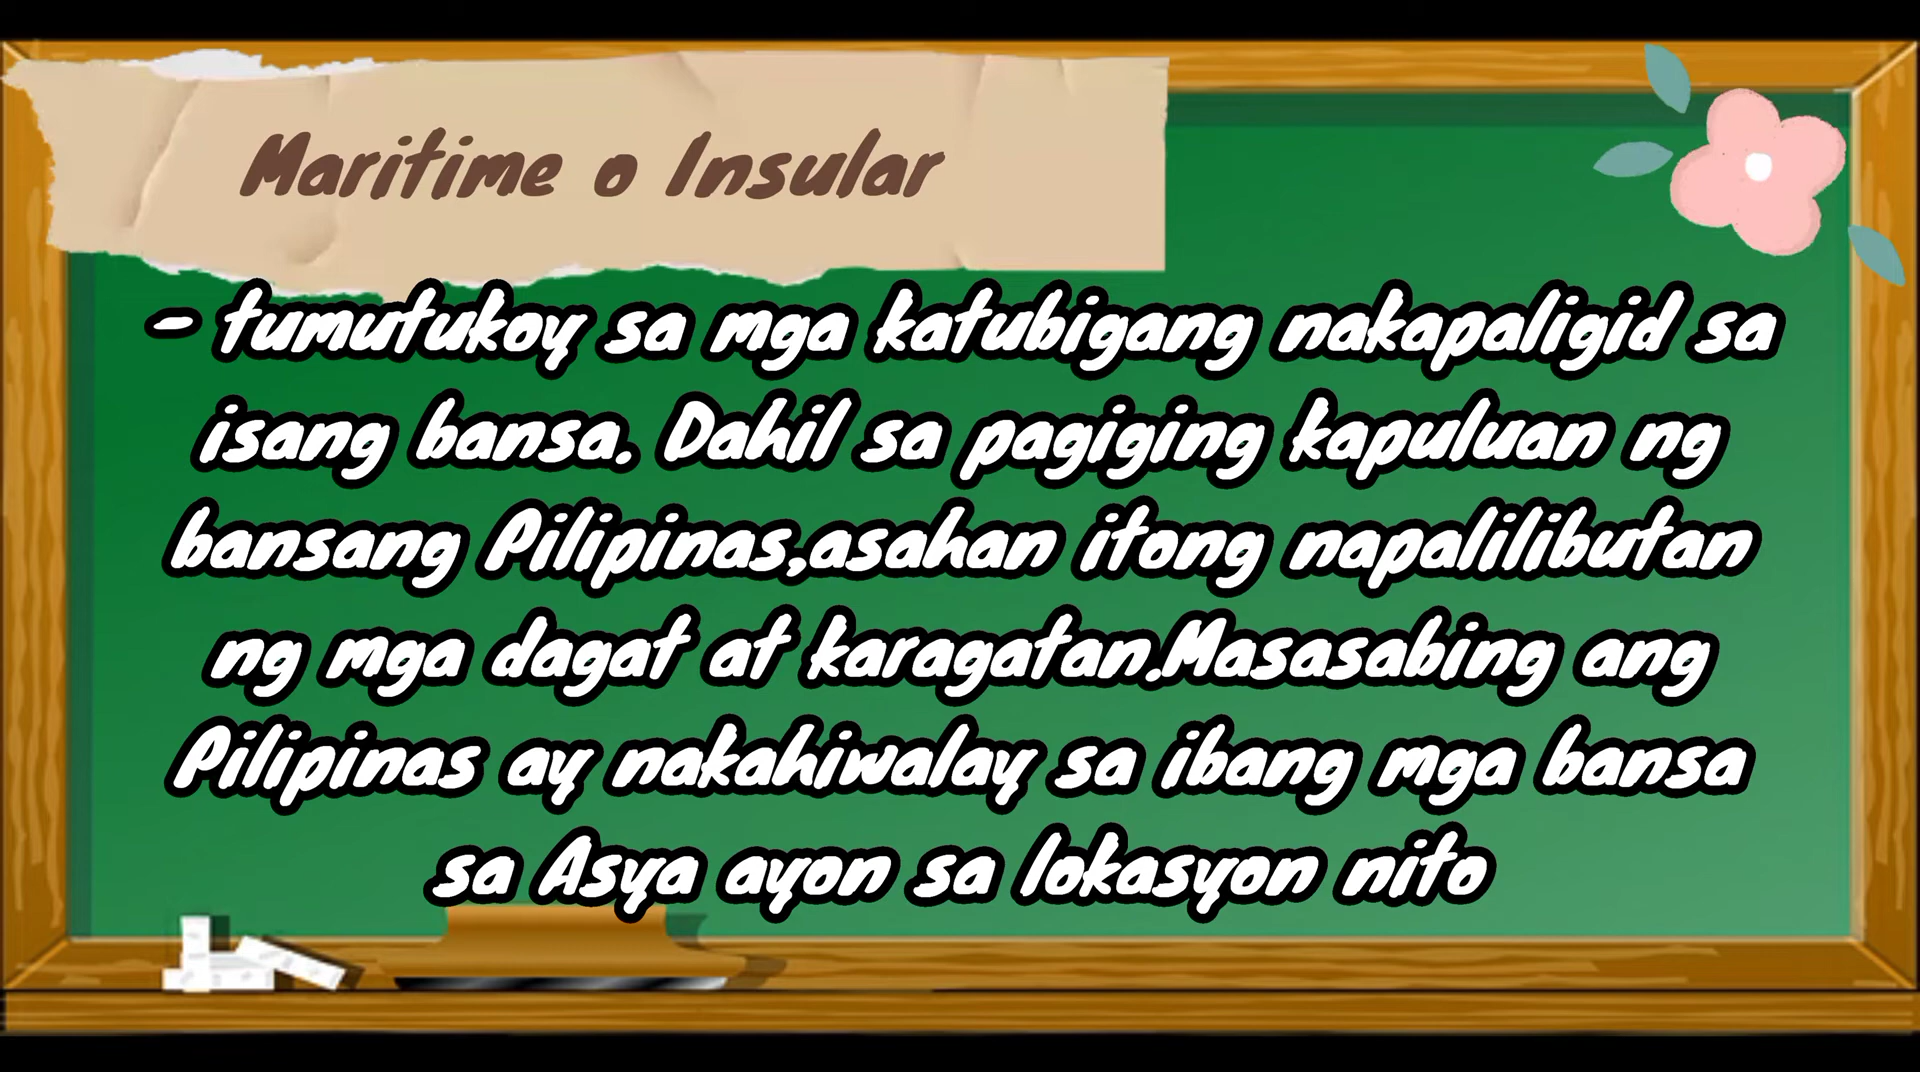 Maritime o Insular
- tumutukoy sa mga katubigang nakapaligid sa
isang bansa. Dahil sa pagiging kapuluan ng
bansang Pilipinas,asahan itong napalilibutan
ng mga dagat at karagatan.Masasabing ang
Pilipinas ay nakahiwalay sa ibang mga bansa
sa Asya ayon sa lokasyon nito